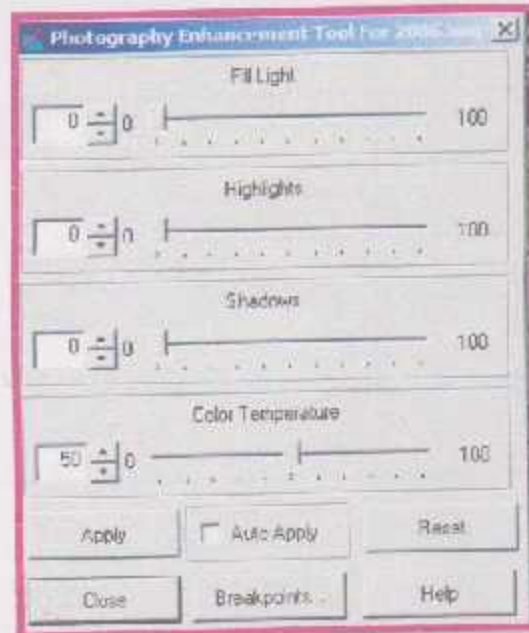 Photography Enhancement Tool For
Fill Light
0 0 100
Highlights
0 0 100
Shadows
0 0 100
Color Temperature
50 0 100
Apply Auto Apply Reset
Close Breakpoints... Help